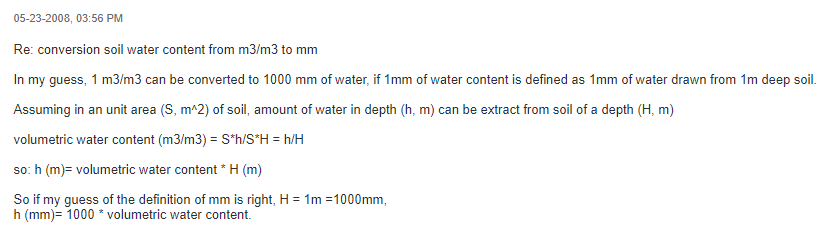 05-23-2008, 03:56 PM
Re: conversion soil water content from m3/m3 to mm
In my guess, 1 m3/m3 can be converted to 1000 mm of water, if 1mm of water content is defined as 1mm of water drawn from 1m deep soil.
Assuming in an unit area (S, m^2) of soil, amount of water in depth (h, m) can be extract from soil of a depth (H, m)
volumetric water content (m3/m3) = S*h/S*H = h/H
so: h (m)= volumetric water content * H (m)
So if my guess of the definition of mm is right, H = 1m =1000mm,
h (mm)= 1000 * volumetric water content.